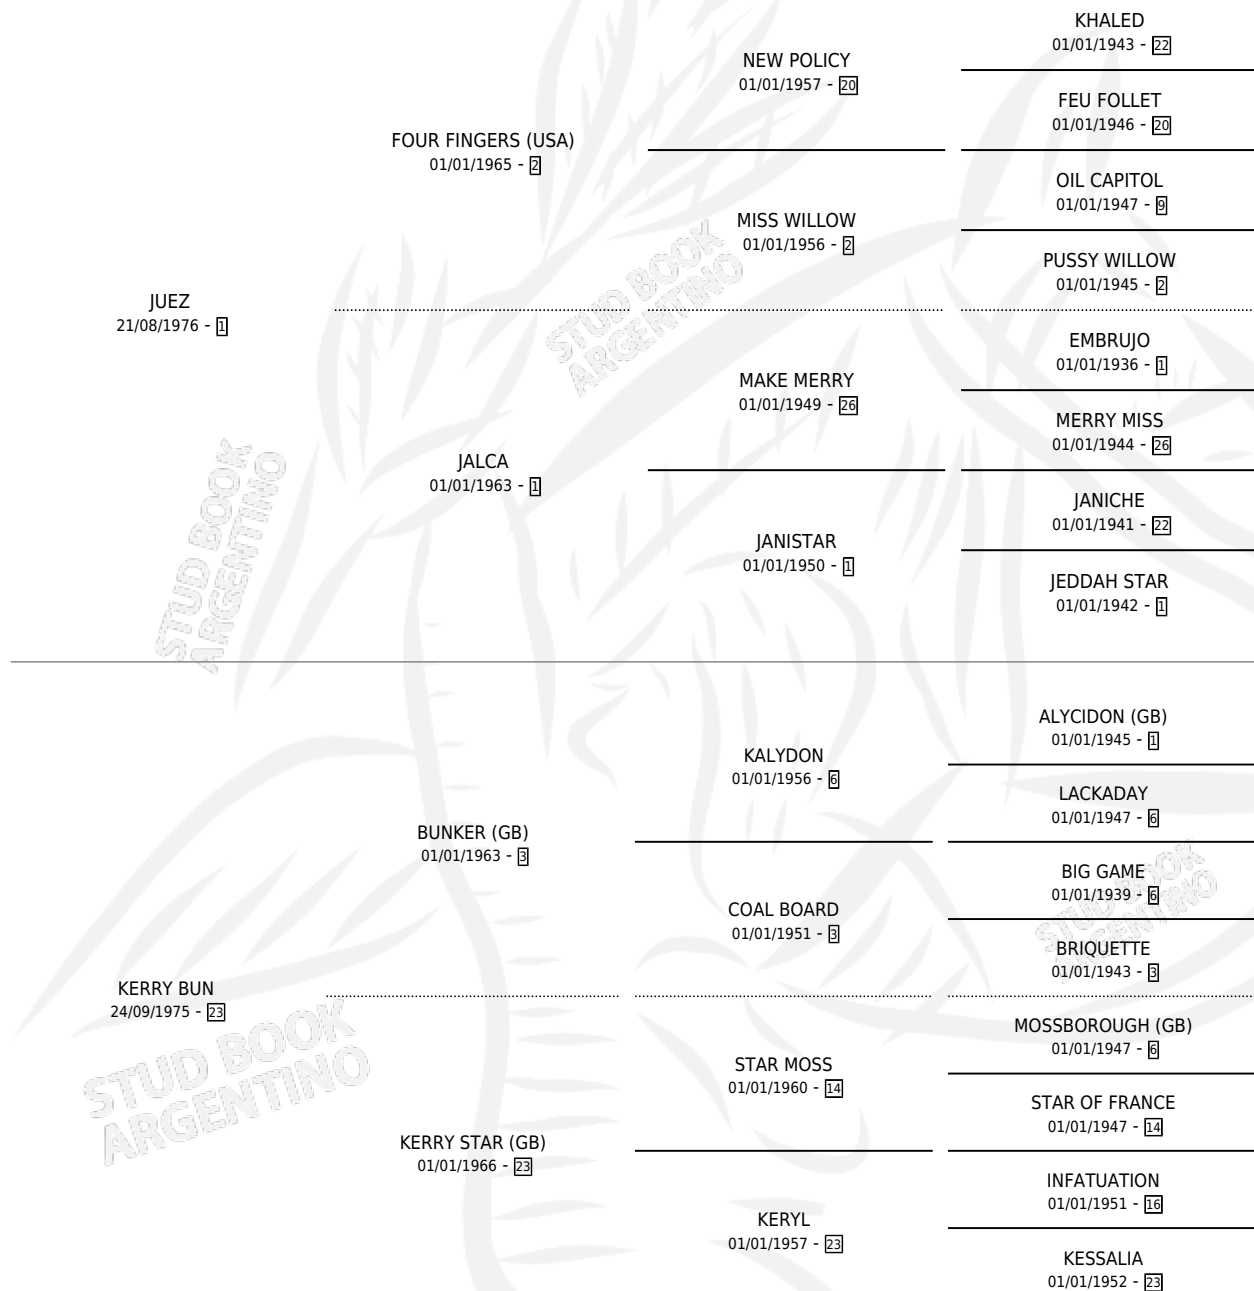 KHALED
01/01/1943 - 22
NEW POLICY
01/01/1957 - 20
FEU FOLLET
01/01/1946 - 20
FOUR FINGERS (USA)
01/01/1965 - 2
OIL CAPITOL
01/01/1947 - 9
MISS WILLOW
01/01/1956 - 2
PUSSY WILLOW
01/01/1945 - 2
JUEZ
21/08/1976 - 1
EMBRUJO
01/01/1936 - 1
MAKE MERRY
01/01/1949 - 26
MERRY MISS
01/01/1944 - 26
JALCA
01/01/1963 - 1
JANICHE
01/01/1941 - 22
JANISTAR
01/01/1950 - 1
JEDDAH STAR
01/01/1942 - 1
STUD BOOK
ARGENTINO
STUD BOOK
ARGENTINO
ALYCIDON (GB)
01/01/1945 - 1
KALYDON
01/01/1956 - 6
LACKADAY
01/01/1947 - 6
BUNKER (GB)
01/01/1963 - 3
BIG GAME
01/01/1939 - 6
COAL BOARD
01/01/1951 - 3
BRIQUETTE
01/01/1943 - 3
KERRY BUN
24/09/1975 - 23
MOSSBOROUGH (GB)
01/01/1947 - 6
STAR MOSS
01/01/1960 - 14
STAR OF FRANCE
01/01/1947 - 14
KERRY STAR (GB)
01/01/1966 - 23
INFATUATION
01/01/1951 - 16
KERYL
01/01/1957 - 23
KESSALIA
01/01/1952 - 23
STUD BOOK
ARGENTINO
STUD BOOK
ARGENTINO